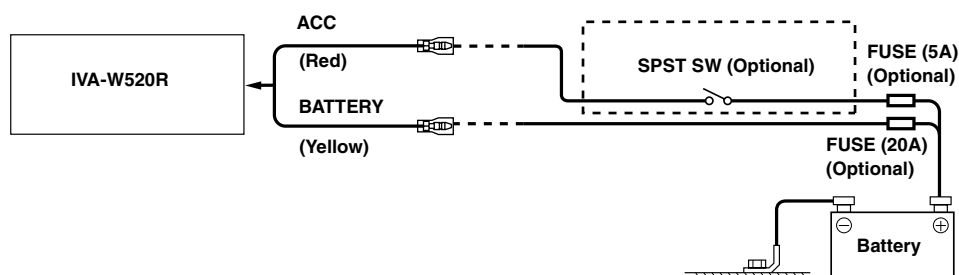 ACC
(Red)
IVA-W520R
BATTERY
(Yellow)
SPST SW (Optional)
FUSE (5A)
(Optional)
FUSE (20A)
(Optional)
Battery